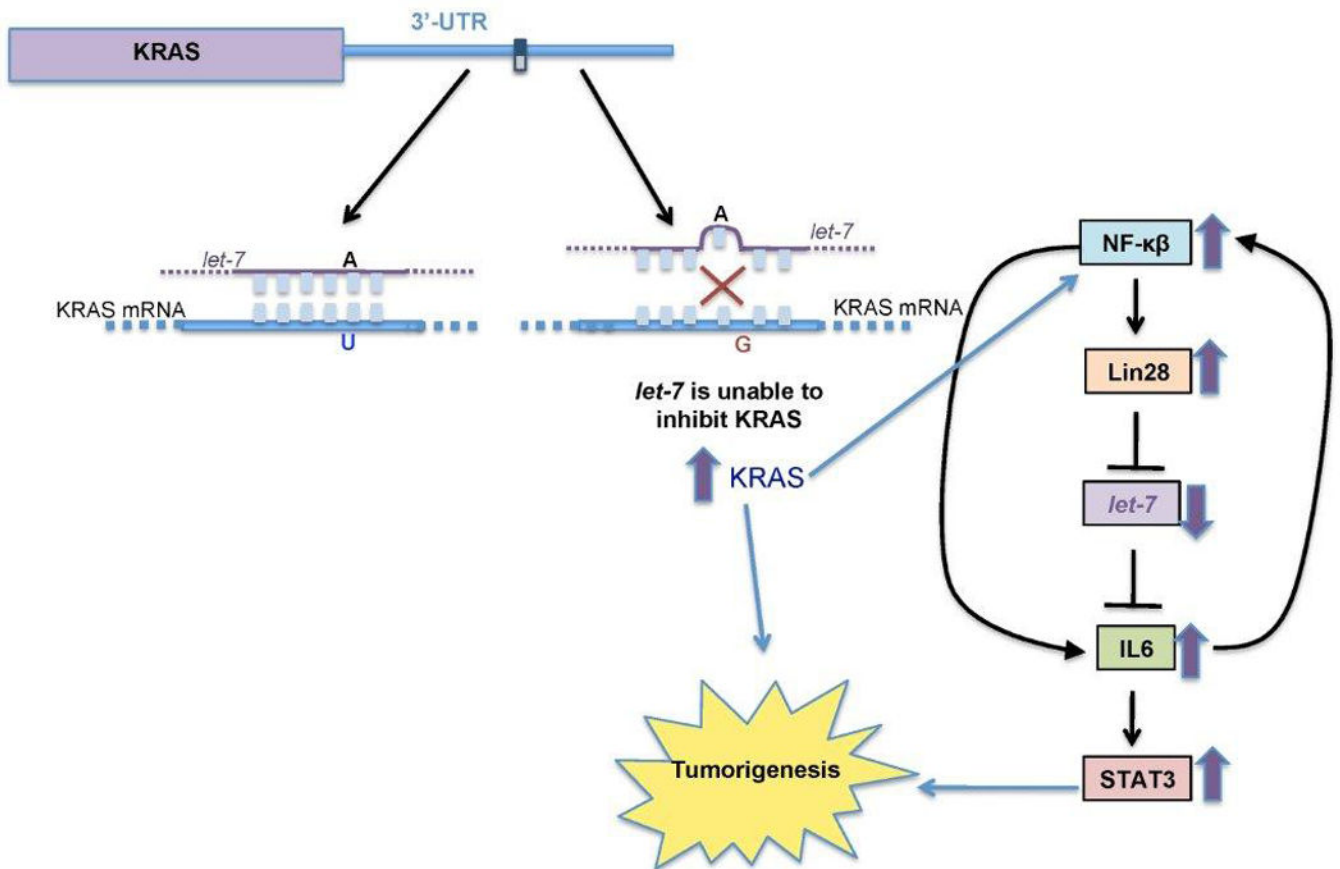 3'-UTR
KRAS
let-7
A
KRAS mRNA
U
A
let-7
KRAS mRNA
G
let-7 is unable to
inhibit KRAS
KRAS
NF-κβ
Lin28
let-7
IL6
STAT3
Tumorigenesis